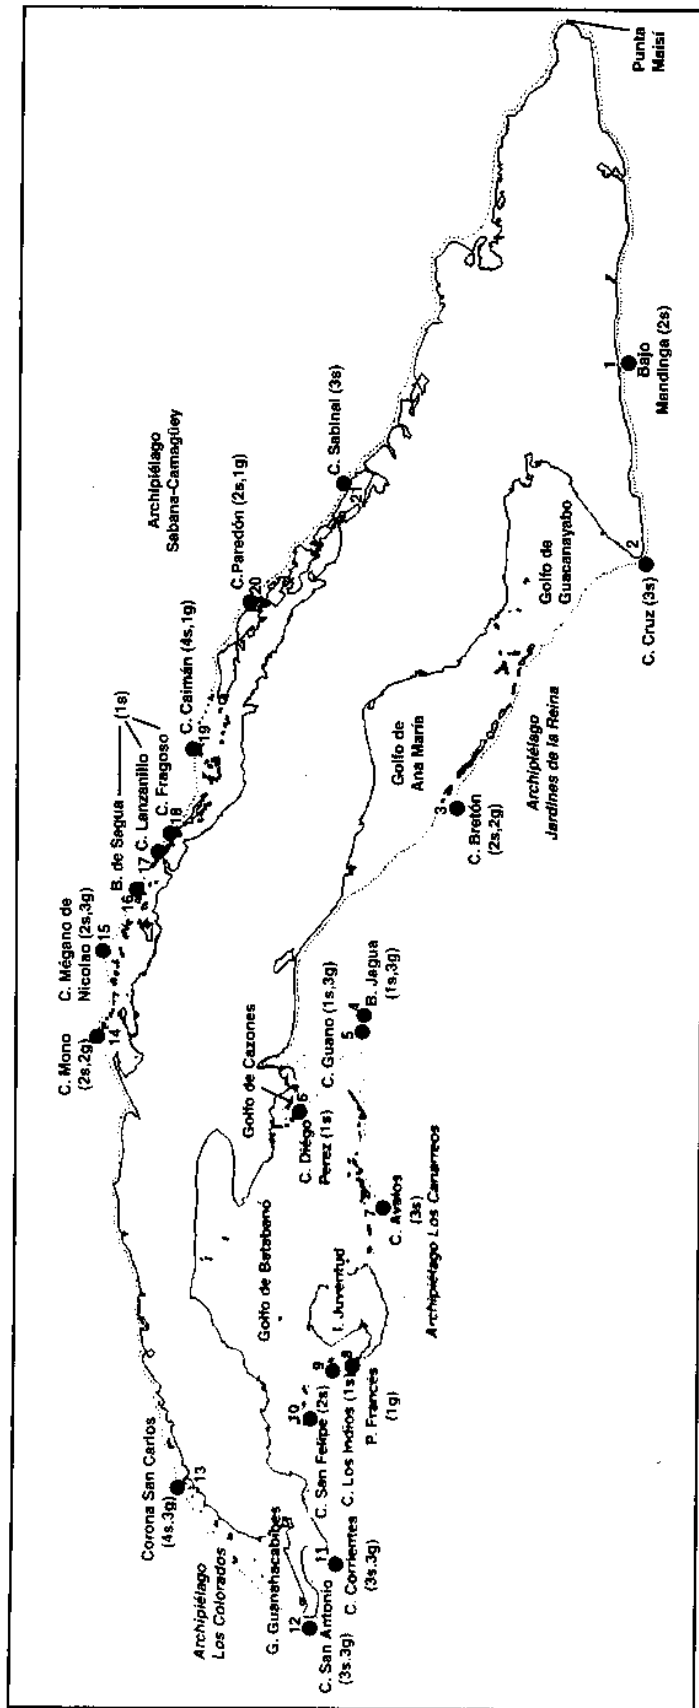 Punta
Maisí
1
Bajo
Mandinga (2s)
2
C. Cruz (3s)
Golfo de
Guacanayabo
Archipiélago
Jardines de la Reina
3
C. Bretón
(2s,2g)
Golfo de
Ana María
4
B. Jagua
(1s,3g)
5
C. Guano (1s,3g)
Golfo de Cazones
6
C. Diégo
Perez (1s)
7
C. Avalos
(3s)
Archipiélago Los Canarreos
Golfo de Batabanó
I. Juventud
8
P. Francés
(1g)
9
C. Los Indios (1s)
10
C. San Felipe (2s)
11
C. Corrientes
(3s.3g)
12
C. San Antonio
(3s.3g)
G. Guanahacabibes
Archipiélago
Los Colorados
13
Corona San Carlos
(4s.3g)
14
C. Mono
(2s,2g)
15
C. Mégano de
Nicolao (2s,3g)
16
B. de Sagua
17
C. Lanzanillo
(1s)
18
C. Fragoso
19
C. Caimán (4s,1g)
20
C. Paredón (2s,1g)
Archipiélago
Sabana-Camagüey
21
C. Sabinal (3s)